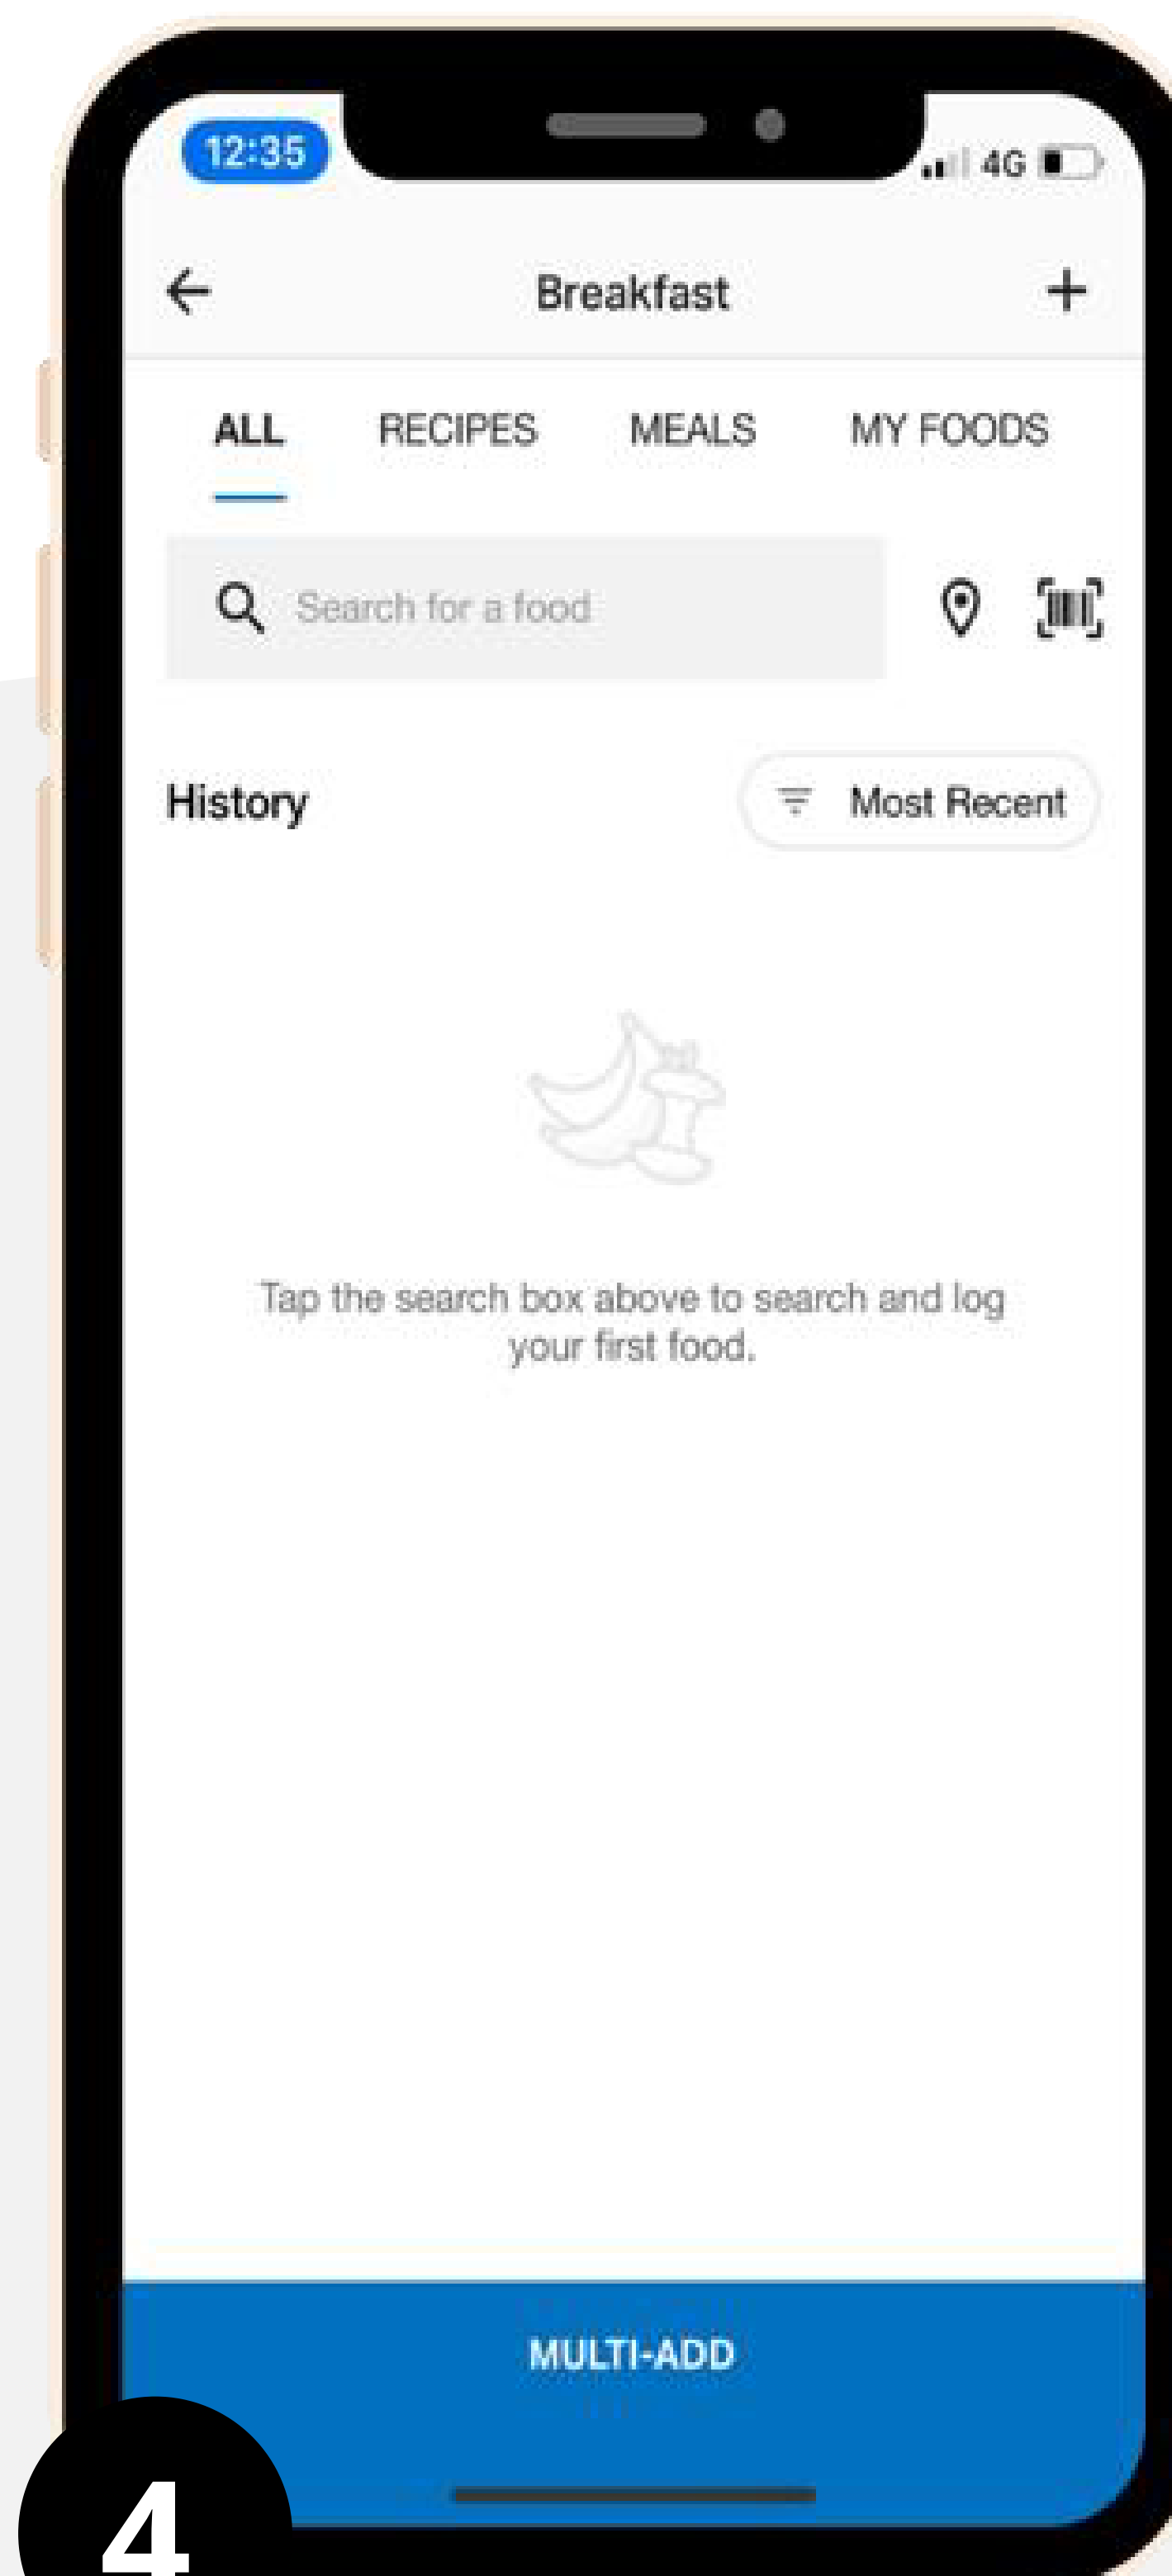 12:35
4G
Breakfast
ALL RECIPES MEALS MY FOODS
Search for a food
History
Most Recent
Tap the search box above to search and log
your first food.
MULTI-ADD
4